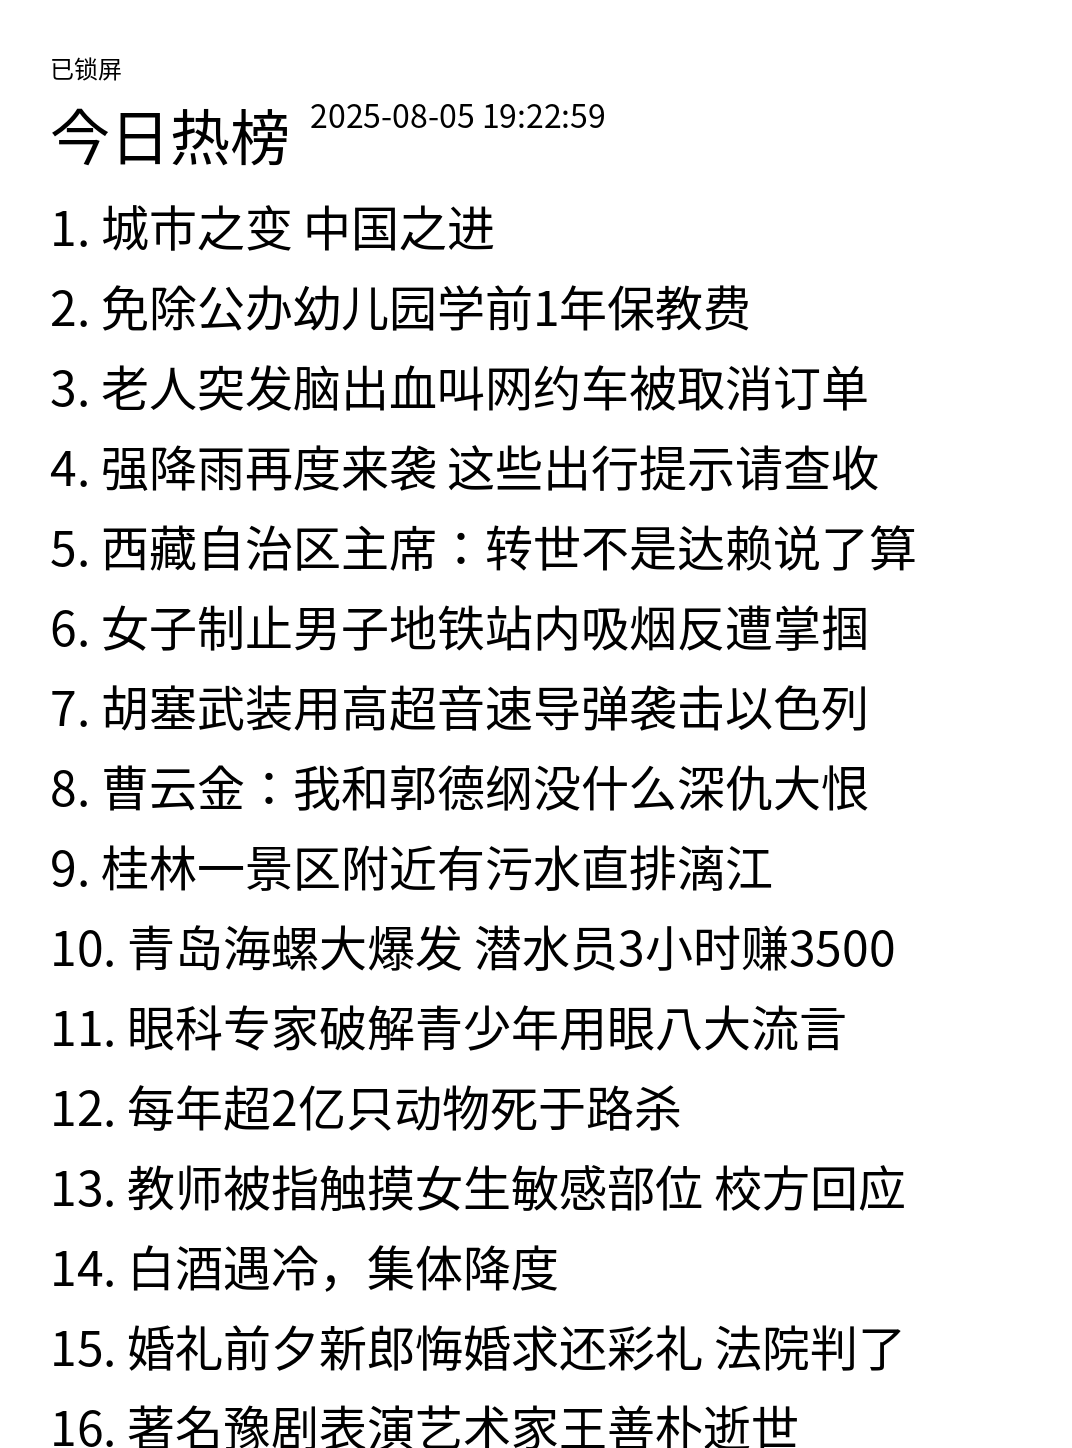 已锁屏
今日热榜 2025-08-05 19:22:59
1. 城市之变 中国之进
2. 免除公办幼儿园学前1年保教费
3. 老人突发脑出血叫网约车被取消订单
4. 强降雨再度来袭 这些出行提示请查收
5. 西藏自治区主席：转世不是达赖说了算
6. 女子制止男子地铁站内吸烟反遭掌掴
7. 胡塞武装用高超音速导弹袭击以色列
8. 曹云金：我和郭德纲没什么深仇大恨
9. 桂林一景区附近有污水直排漓江
10. 青岛海螺大爆发 潜水员3小时赚3500
11. 眼科专家破解青少年用眼八大流言
12. 每年超2亿只动物死于路杀
13. 教师被指触摸女生敏感部位 校方回应
14. 白酒遇冷，集体降度
15. 婚礼前夕新郎悔婚求还彩礼 法院判了
16. 著名豫剧表演艺术家王善朴逝世